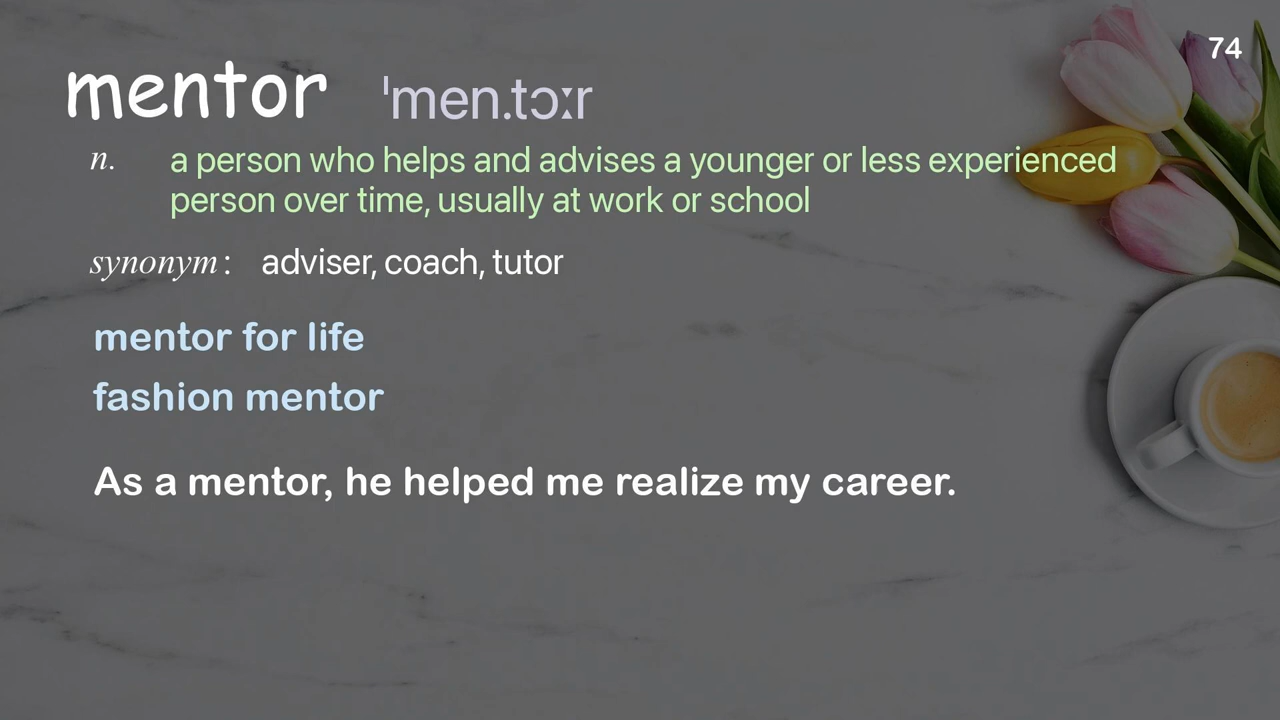 74
mentor ˈmen.tɔːr
n. a person who helps and advises a younger or less experienced
person over time, usually at work or school
synonym : adviser, coach, tutor
mentor for life
fashion mentor
As a mentor, he helped me realize my career.